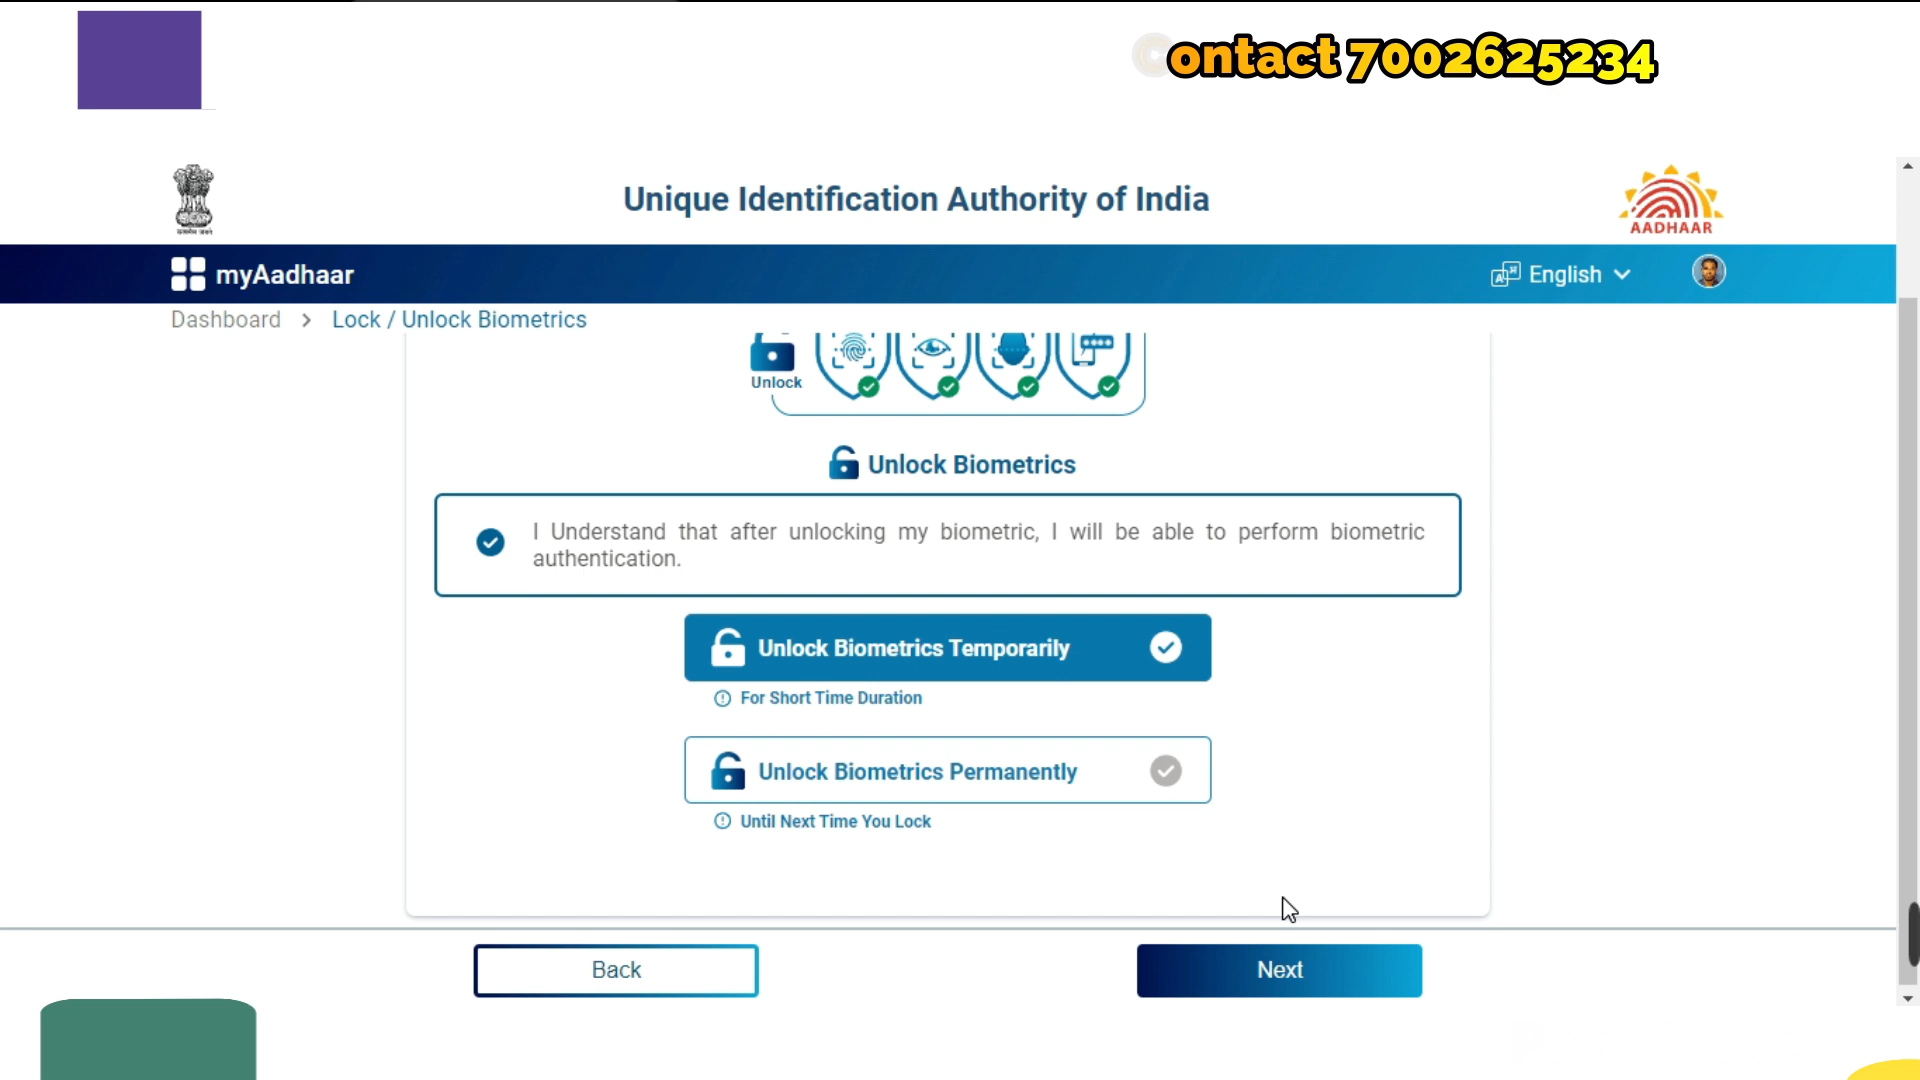 Contact 7002625234
Unique Identification Authority of India
AADHAAR
myAadhaar
English
Dashboard > Lock / Unlock Biometrics
Unlock
Unlock Biometrics
I Understand that after unlocking my biometric, I will be able to perform biometric
authentication.
Unlock Biometrics Temporarily
For Short Time Duration
Unlock Biometrics Permanently
Until Next Time You Lock
Back
Next